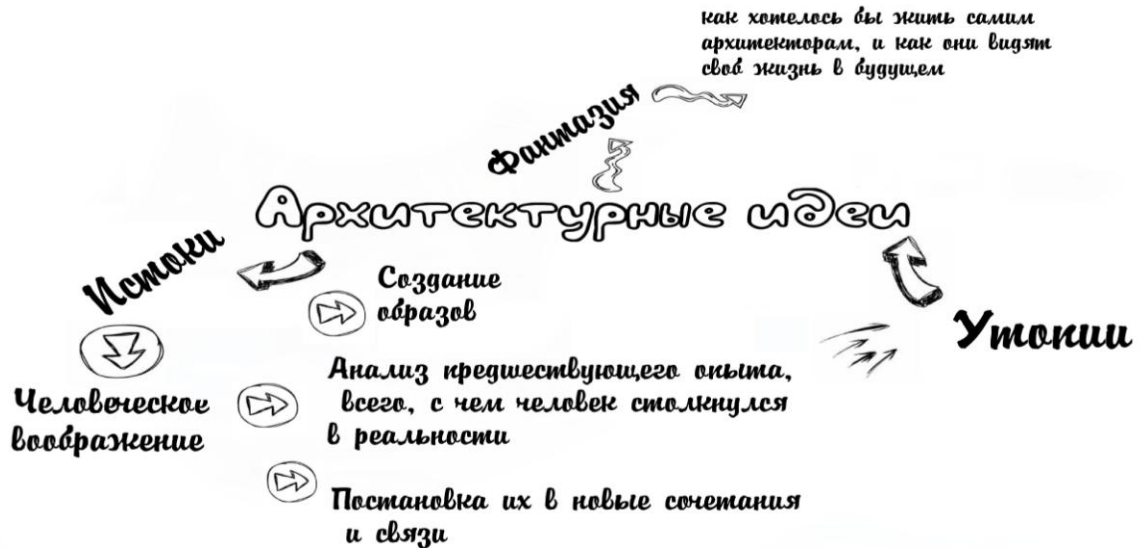 как хотелось бы жить самим
архитекторам, и как они видят
своб жизнь в будущем
Фантазия
Архитектурные идеи
Истоки
Создание
образов
Утопии
Человеческое
воображение
Анализ предшествующего опыта,
всего, с чем человек столкнулся
в реальности
Постановка их в новые сочетания
и связи